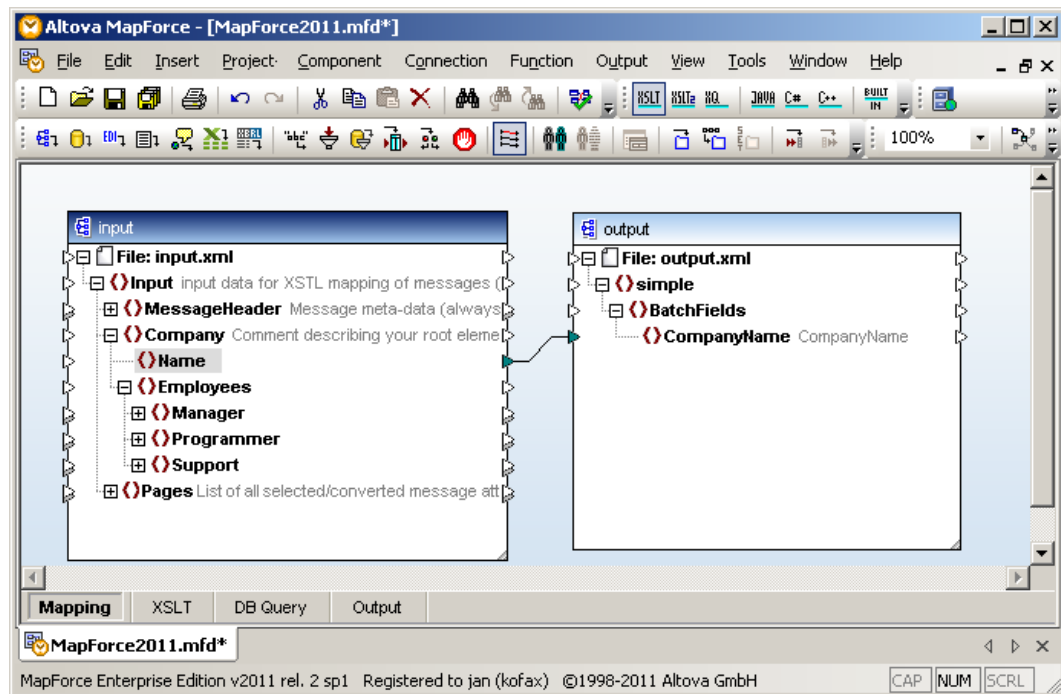 Altova MapForce - [MapForce2011.mfd*]
File Edit Insert Project Component Connection Function Output View Tools Window Help
XSLT XSLT2 XQ JAVA C# C++ BUILT IN
EDI XBRL "abc" 100%
input
File: input.xml
Input input data for XSTL mapping of messages (
MessageHeader Message meta-data (always
Company Comment describing your root eleme
Name
Employees
Manager
Programmer
Support
Pages List of all selected/converted message att
output
File: output.xml
simple
BatchFields
CompanyName CompanyName
Mapping XSLT DB Query Output
MapForce2011.mfd*
MapForce Enterprise Edition v2011 rel. 2 sp1 Registered to jan (kofax) ©1998-2011 Altova GmbH CAP NUM SCRL